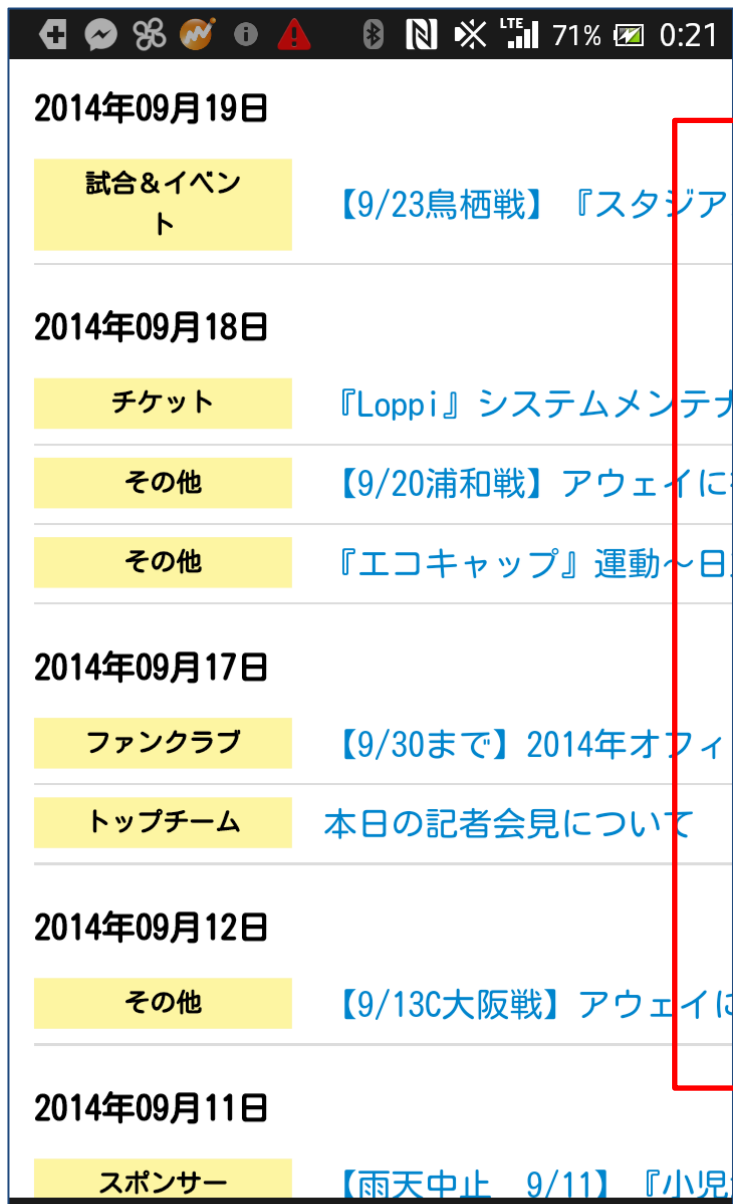 LTE 71% 0:21
2014年09月19日
試合&イベン
ト
【9/23鳥栖戦】『スタジア
2014年09月18日
チケット
『Loppi』システムメンテナ
その他
【9/20浦和戦】アウェイに
その他
『エコキャップ』運動～日
2014年09月17日
ファンクラブ
【9/30まで】2014年オフィ
トップチーム
本日の記者会見について
2014年09月12日
その他
【9/13C大阪戦】アウェイに
2014年09月11日
スポンサー
【雨天中止 9/11】『小児